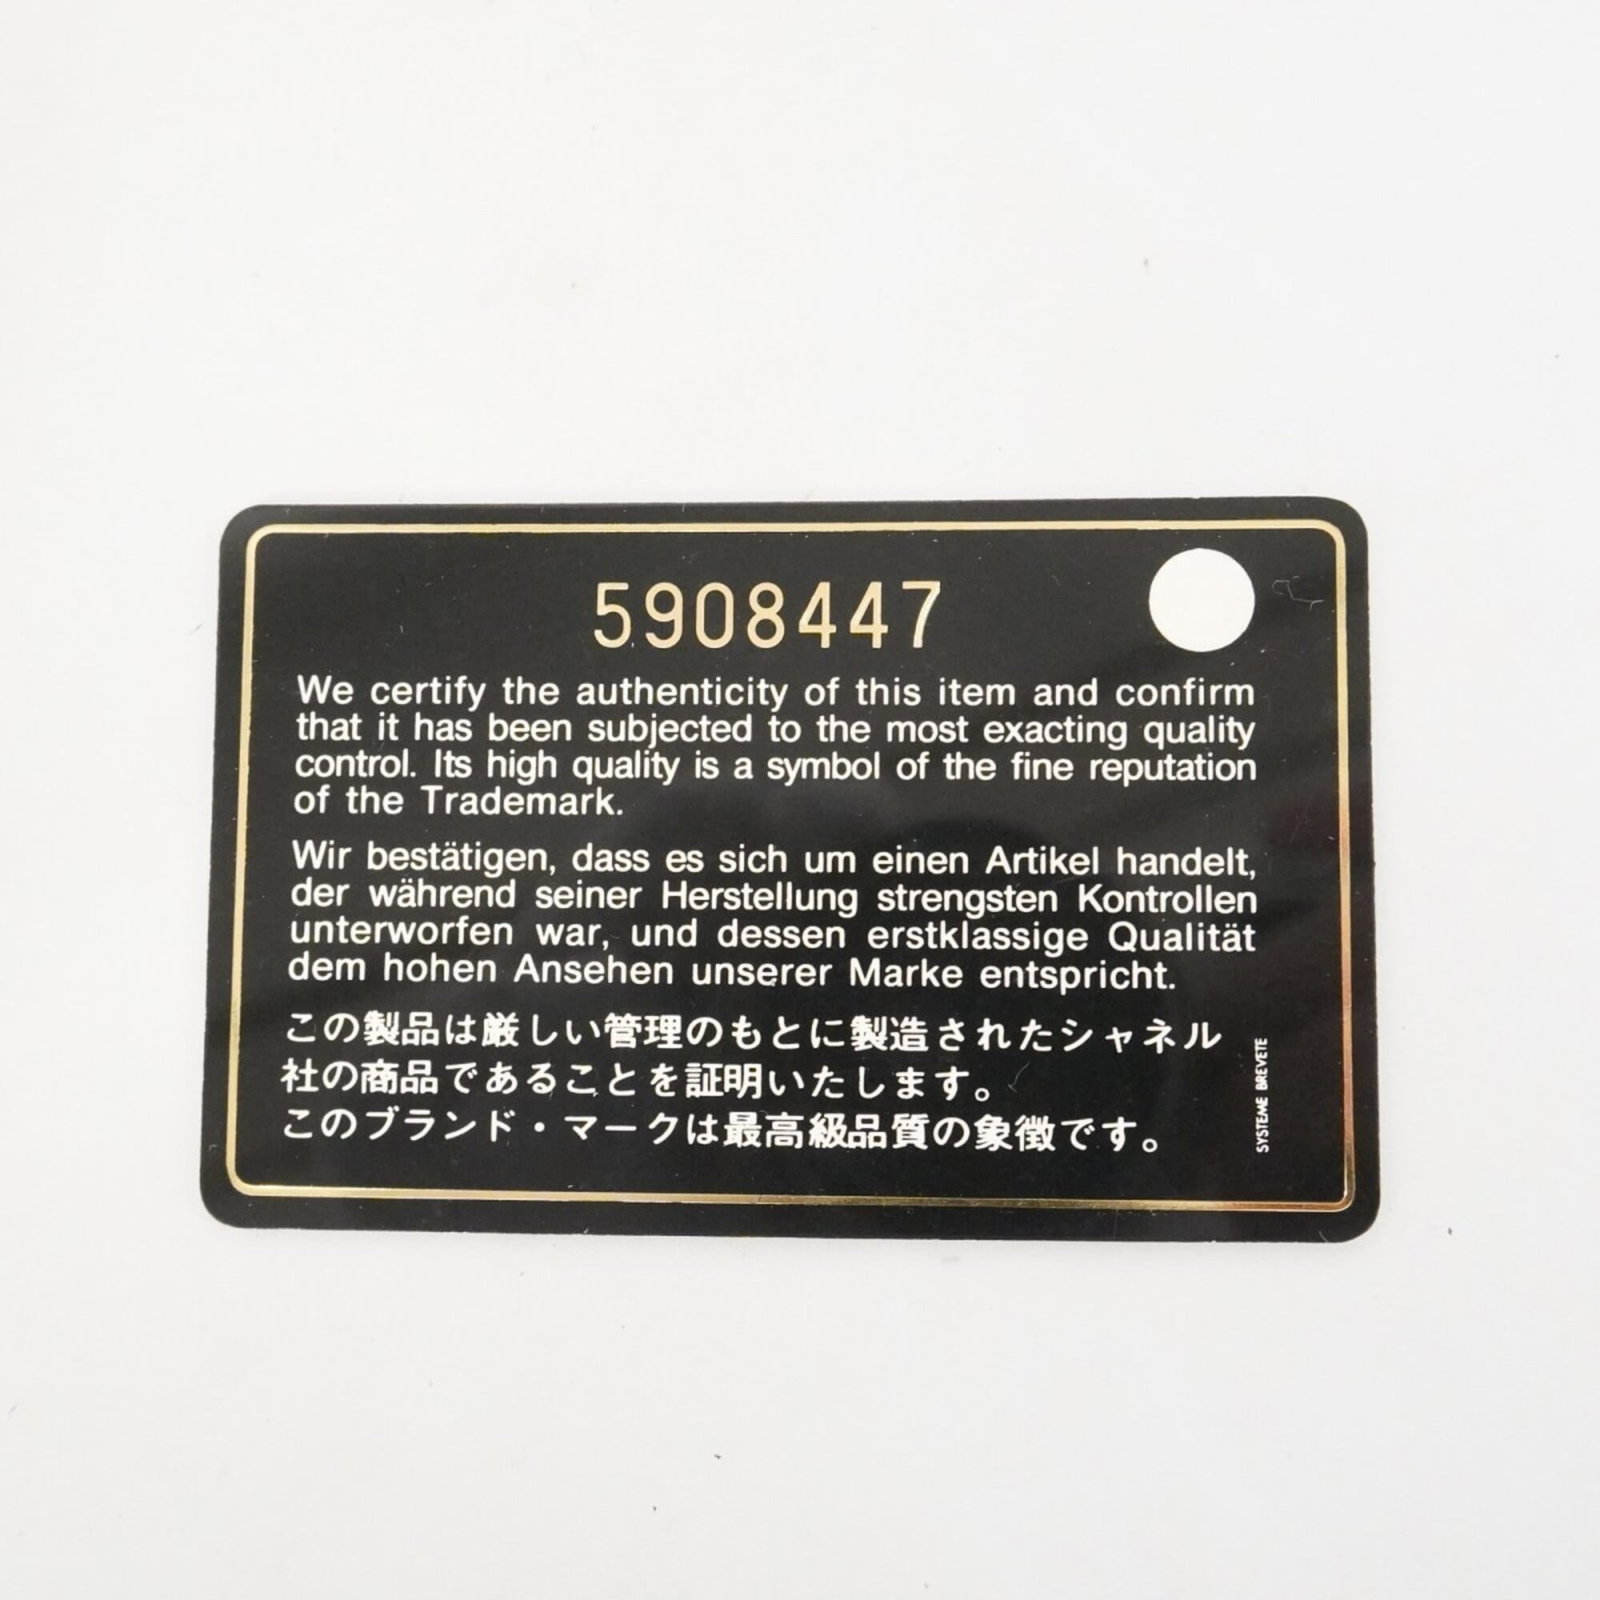 5908447
We certify the authenticity of this item and confirm
that it has been subjected to the most exacting quality
control. Its high quality is a symbol of the fine reputation
of the Trademark.
Wir bestätigen, dass es sich um einen Artikel handelt,
der während seiner Herstellung strengsten Kontrollen
unterworfen war, und dessen erstklassige Qualität
dem hohen Ansehen unserer Marke entspricht.
この製品は厳しい管理のもとに製造されたシャネル
社の商品であることを証明いたします。
このブランド・マークは最高級品質の象徴です。
SYSTEME BREVETE